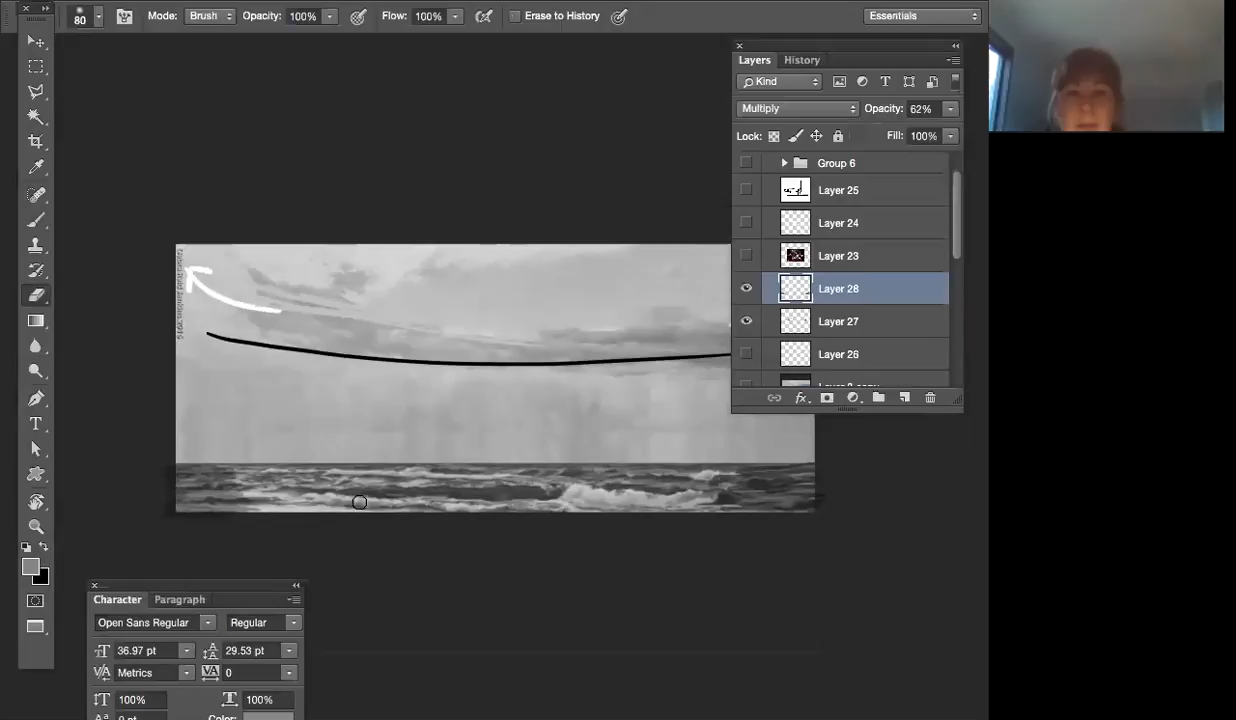 80
Mode: Brush Opacity: 100% Flow: 100% Erase to History Essentials
Layers History
Kind
Multiply Opacity: 62%
Lock: Fill: 100%
Group 6
Layer 25
Layer 24
Layer 23
Layer 28
Layer 27
Layer 26
Character Paragraph
Open Sans Regular Regular
36.97 pt 29.53 pt
Metrics 0
100% 100%
0 pt Color: